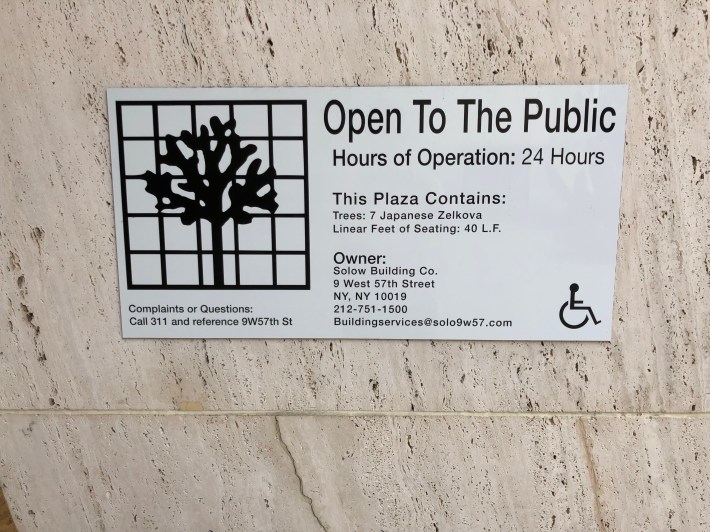 Open To The Public
Hours of Operation: 24 Hours
This Plaza Contains:
Trees: 7 Japanese Zelkova
Linear Feet of Seating: 40 L.F.
Owner:
Solow Building Co.
9 West 57th Street
NY, NY 10019
212-751-1500
Buildingservices@solo9w57.com
Complaints or Questions:
Call 311 and reference 9W57th St